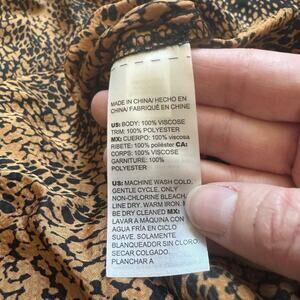 MADE IN CHINA/HECHO EN
CHINA/ FABRIQUÉ EN CHINE
US: BODY: 100% VISCOSE
TRIM: 100% POLYESTER
MX: CUERPO: 100% viscosa
RIBETE: 100% poliéster CA:
CORPS: 100% VISCOSE
GARNITURE: 100%
POLYESTER
US: MACHINE WASH COLD,
GENTLE CYCLE. ONLY
NON-CHLORINE BLEACH
LINE DRY. WARM IRON.
BE DRY CLEANED MX:
LAVAR A MÁQUINA CON
AGUA FRÍA EN CICLO
SUAVE. SOLAMENTE
BLANQUEADOR SIN CLORO
SECAR COLGADO.
PLANCHAR A